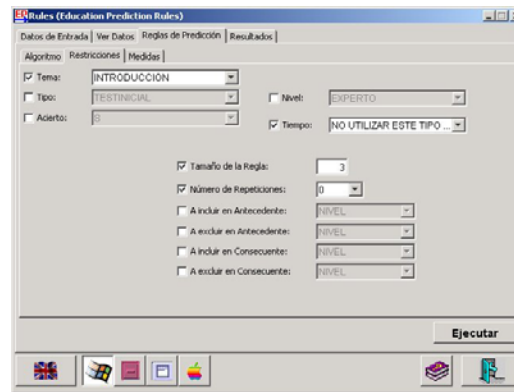 EPRules (Education Prediction Rules)
Datos de Entrada Ver Datos Reglas de Predicción Resultados
Algoritmo Restricciones Medidas
Tema: INTRODUCCIÓN
Tipo: TESTINICIAL Nivel: EXPERTO
Acierto: S Tiempo: NO UTILIZAR ESTE TIPO ...
Tamaño de la Regla: 3
Número de Repeticiones: 0
A incluir en Antecedente: NIVEL
A excluir en Antecedente: NIVEL
A incluir en Consecuente: NIVEL
A excluir en Consecuente: NIVEL
Ejecutar